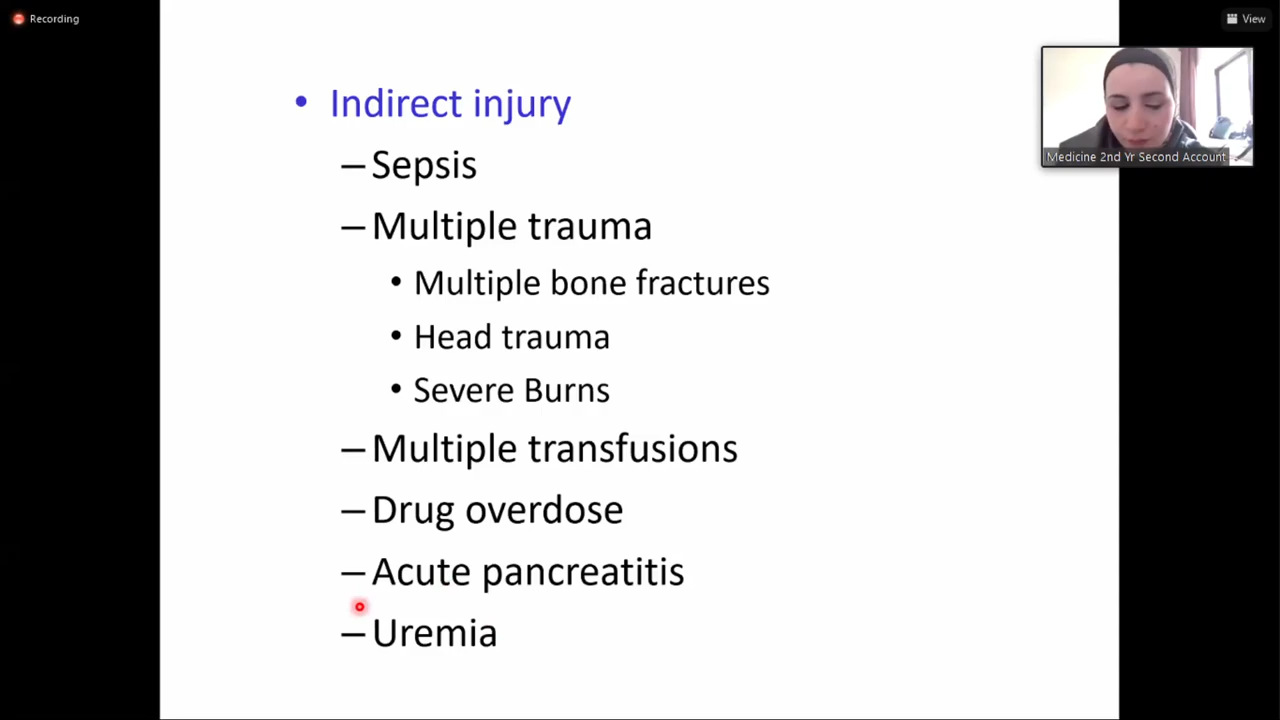 Recording
View
• Indirect injury
– Sepsis
– Multiple trauma
• Multiple bone fractures
• Head trauma
• Severe Burns
– Multiple transfusions
– Drug overdose
– Acute pancreatitis
– Uremia
Medicine 2nd Yr Second Account